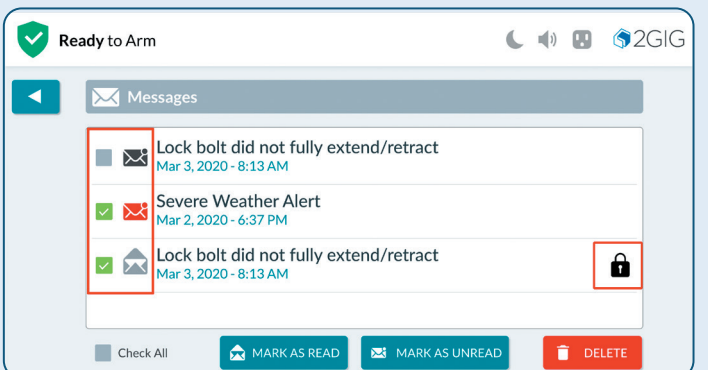 Ready to Arm
2GIG
Messages
Lock bolt did not fully extend/retract
Mar 3, 2020 - 8:13 AM
Severe Weather Alert
Mar 2, 2020 - 6:37 PM
Lock bolt did not fully extend/retract
Mar 3, 2020 - 8:13 AM
Check All
MARK AS READ
MARK AS UNREAD
DELETE